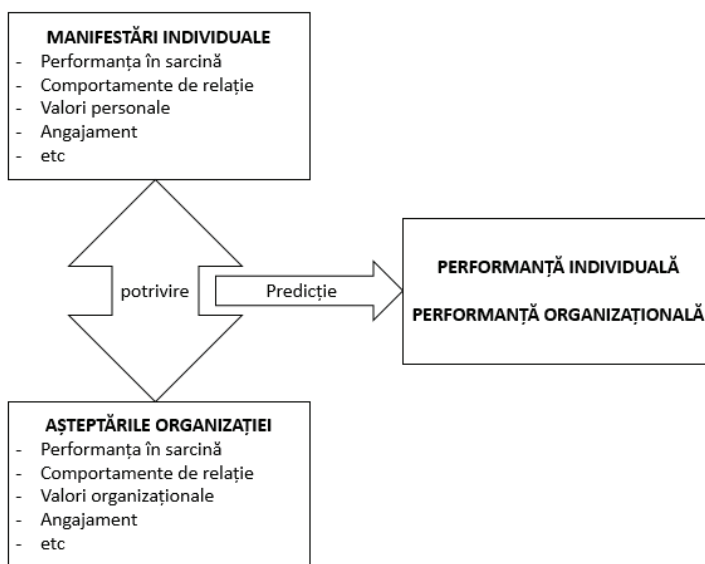 MANIFESTĂRI INDIVIDUALE
- Performanța în sarcină
- Comportamente de relație
- Valori personale
- Angajament
- etc
potrivire
Predicție
PERFORMANȚĂ INDIVIDUALĂ
PERFORMANȚĂ ORGANIZAȚIONALĂ
AȘTEPTĂRILE ORGANIZAȚIEI
- Performanța în sarcină
- Comportamente de relație
- Valori organizaționale
- Angajament
- etc